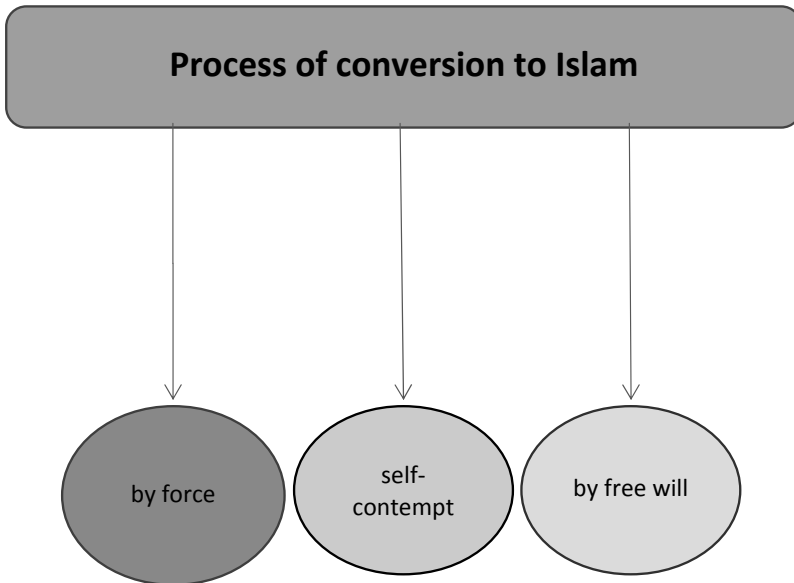 Process of conversion to Islam
by force
self-
contempt
by free will